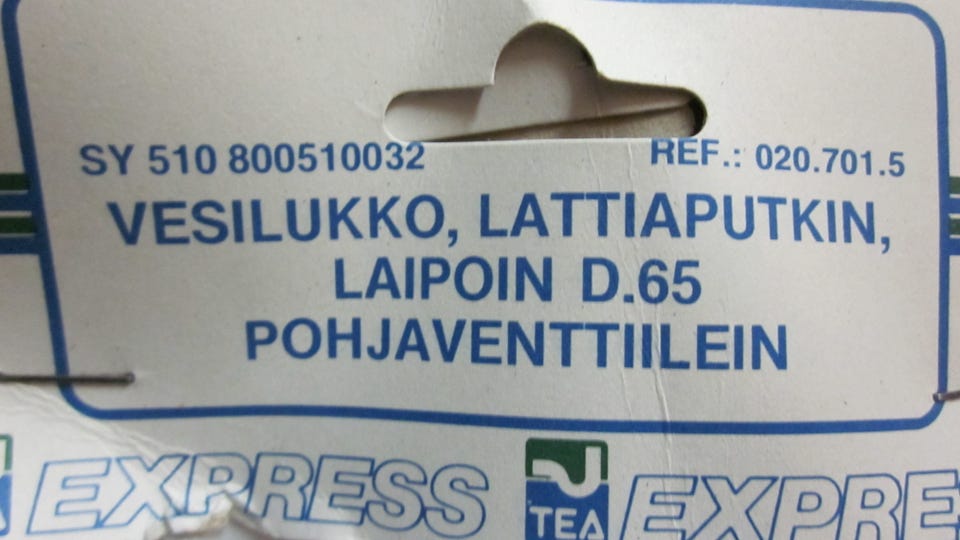 SY 510 800510032 REF.: 020.701.5
VESILUKKO, LATTIAPUTKIN,
LAIPOIN D.65
POHJAVENTTIILEIN
EXPRESS TEA EXPRE